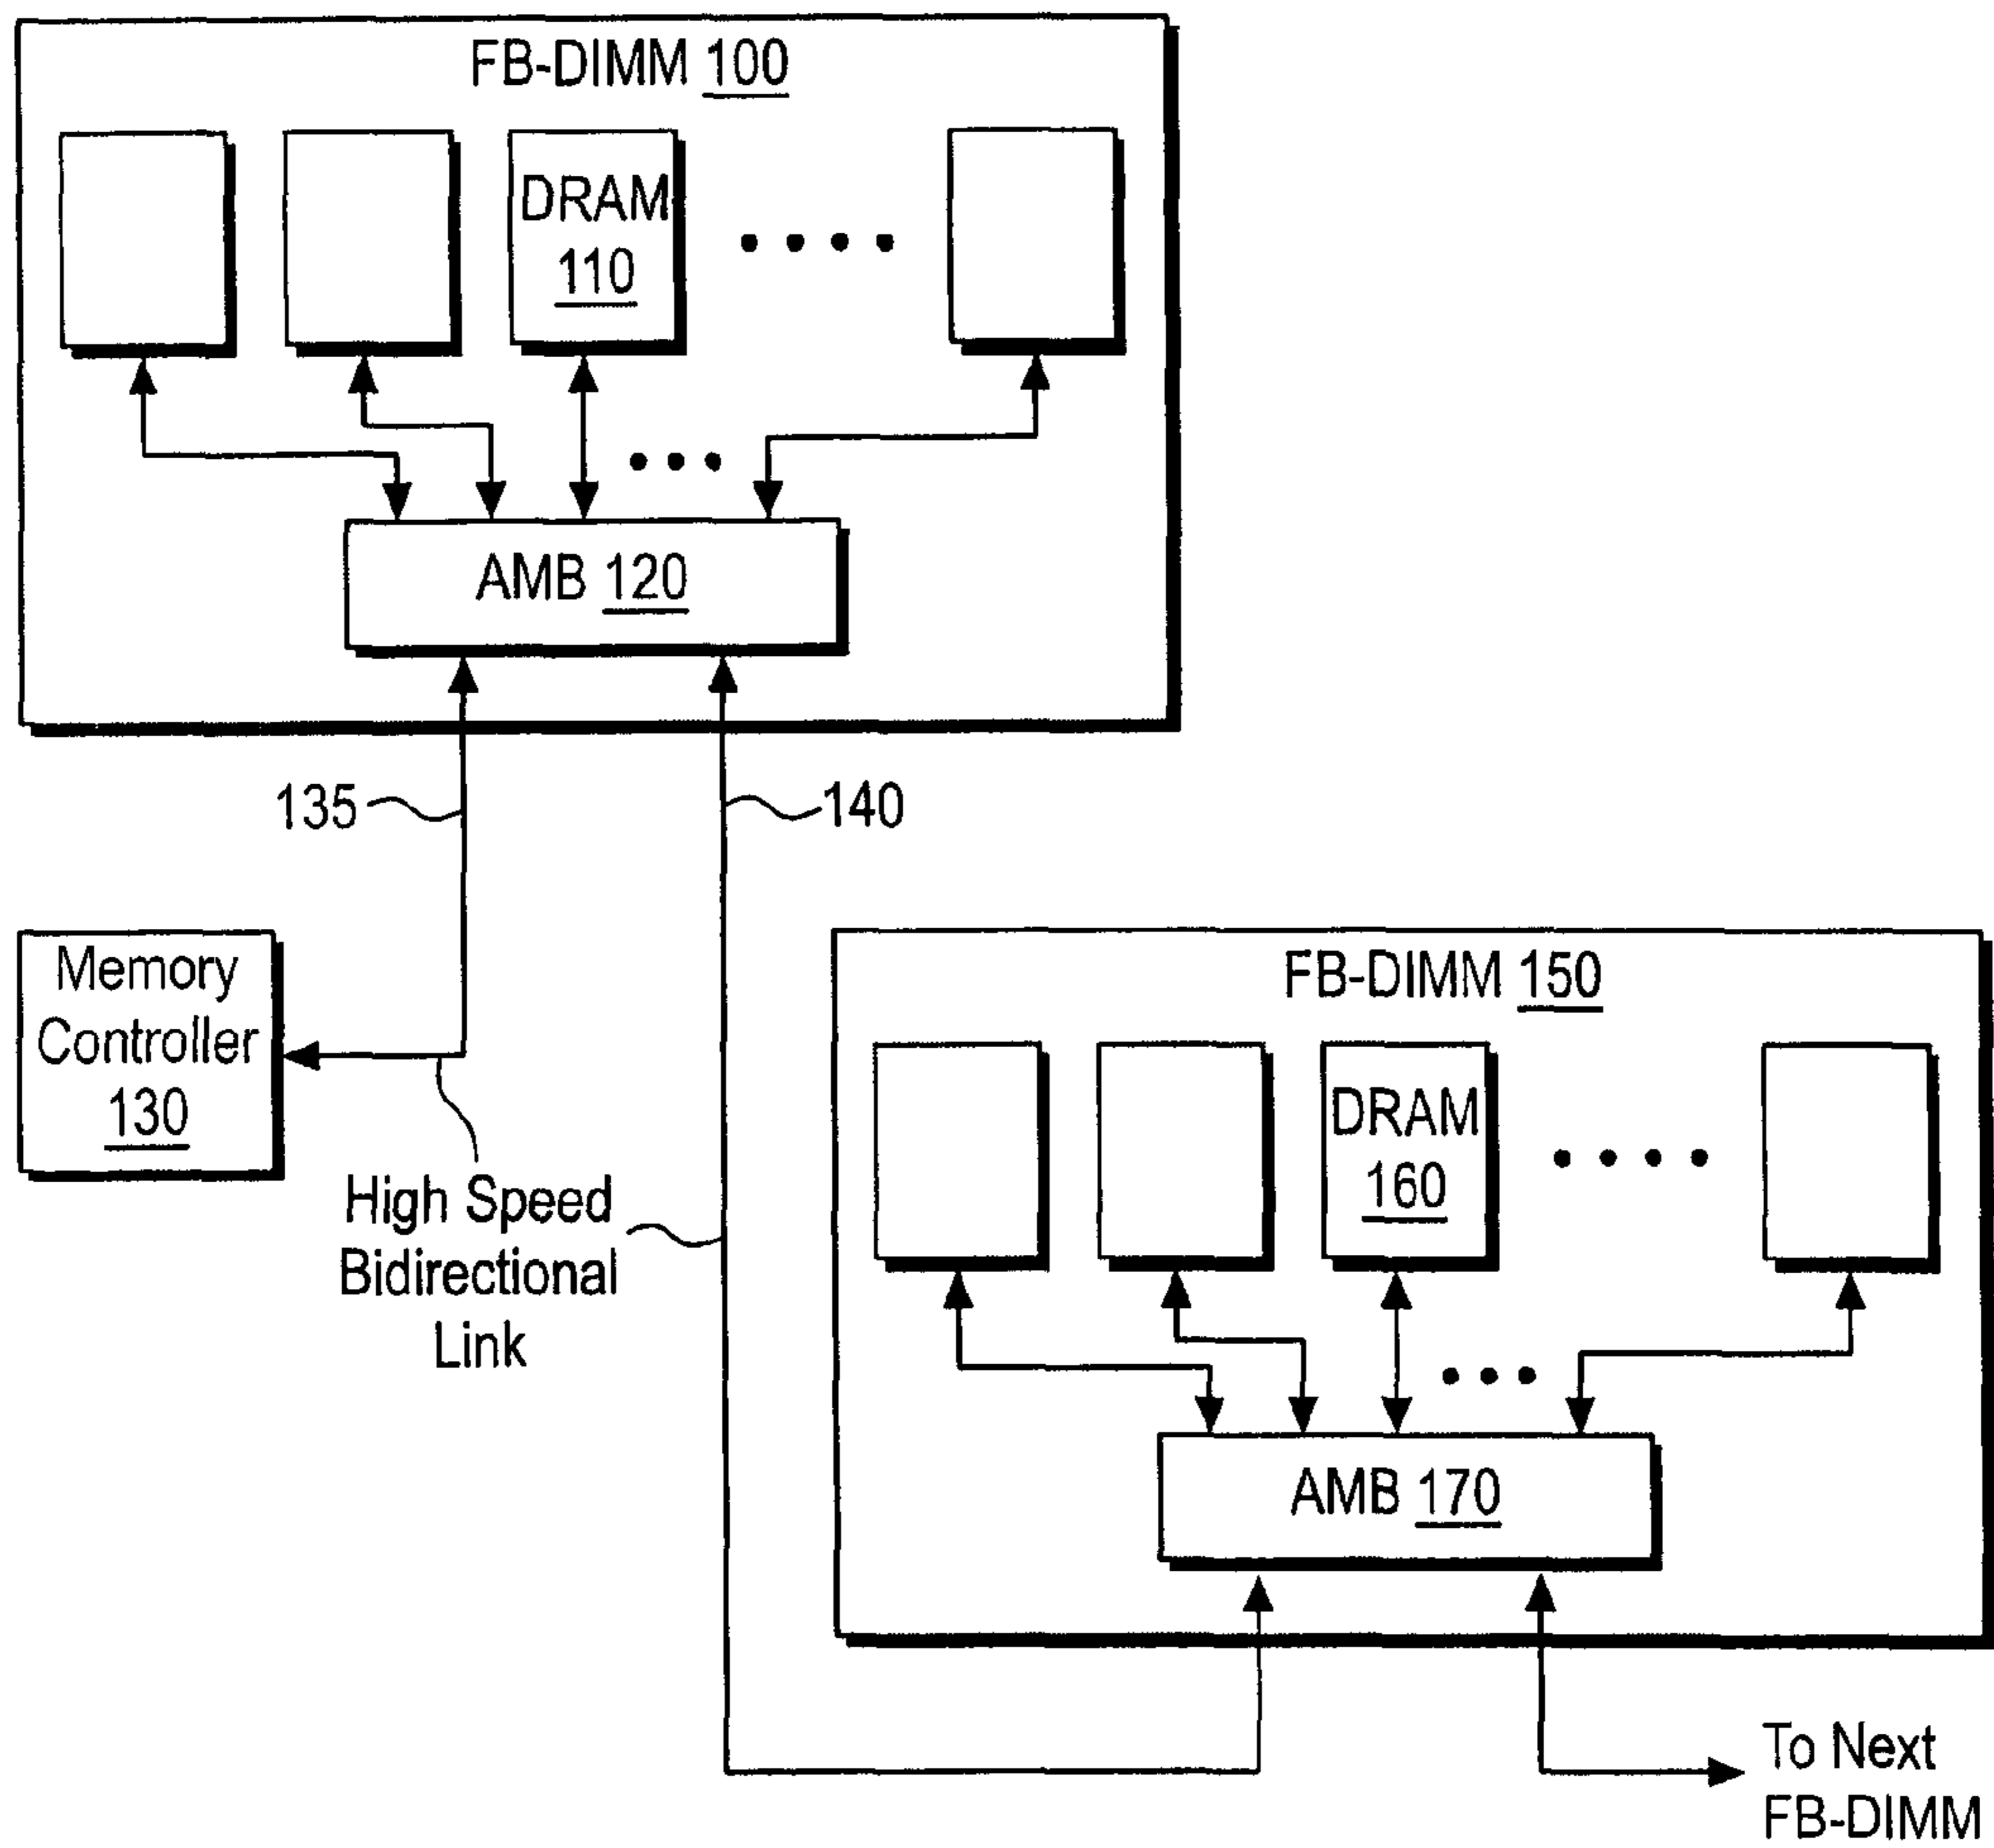 FB-DIMM 100
DRAM
110
AMB 120
135
140
Memory
Controller
130
High Speed
Bidirectional
Link
FB-DIMM 150
DRAM
160
AMB 170
To Next
FB-DIMM